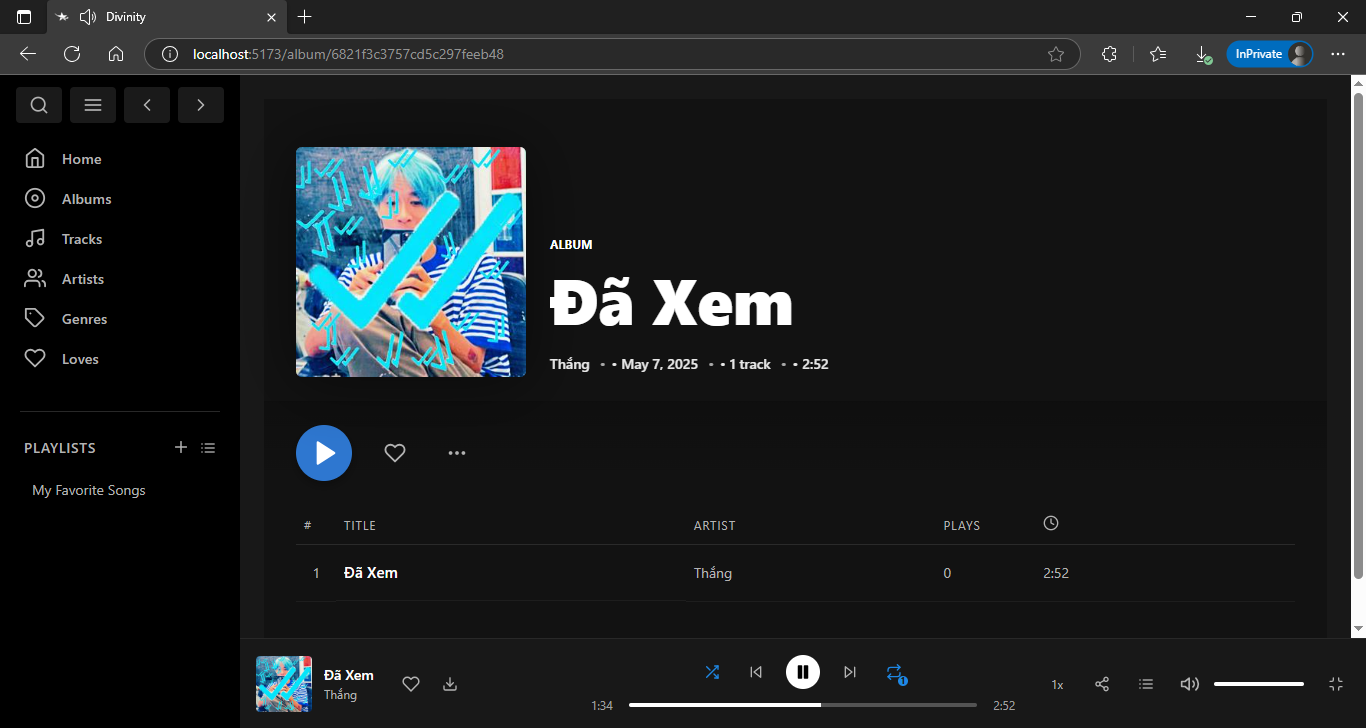 Divinity
localhost:5173/album/6821f3c3757cd5c297feeb48
InPrivate
Home
Albums
Tracks
Artists
Genres
Loves
PLAYLISTS
My Favorite Songs
ALBUM
Đã Xem
Thắng • • May 7, 2025 • • 1 track • • 2:52
# TITLE ARTIST PLAYS
1 Đã Xem Thắng 0 2:52
Đã Xem
Thắng
1
1:34
2:52
1x